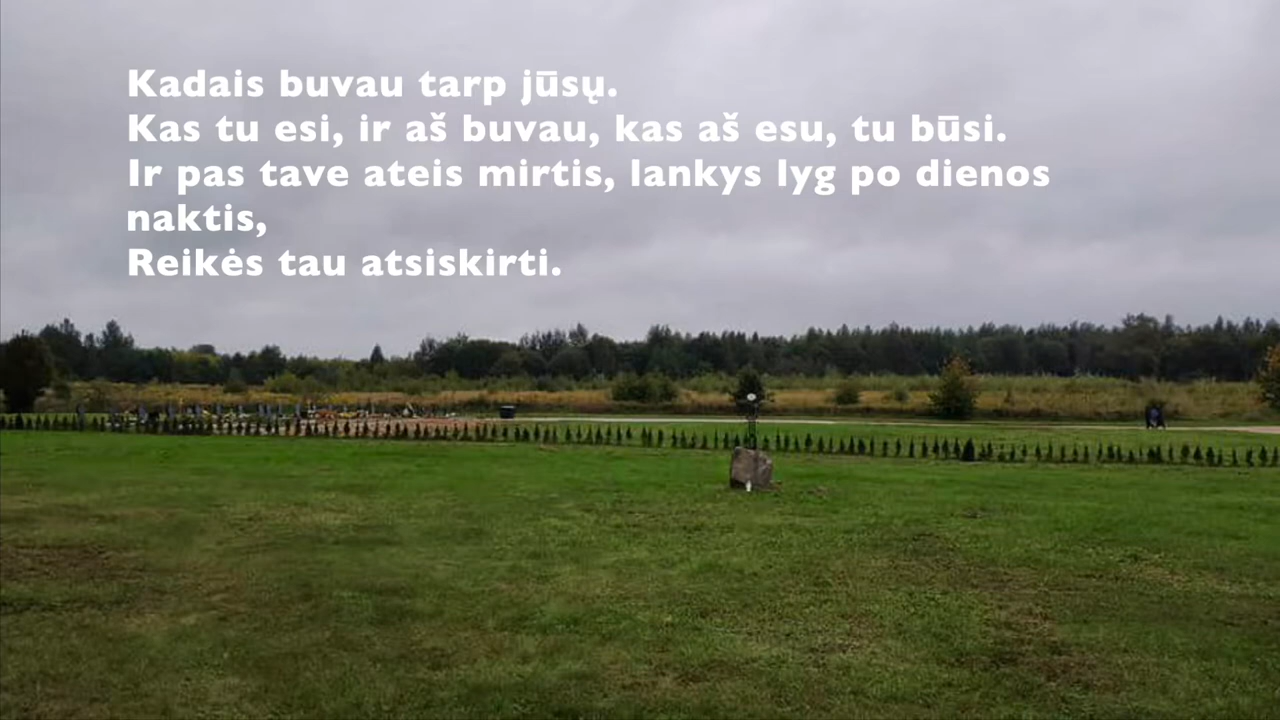 Kadais buvau tarp jūsų.
Kas tu esi, ir aš buvau, kas aš esu, tu būsi.
Ir pas tave ateis mirtis, lankys lyg po dienos
naktis,
Reikės tau atsiskirti.